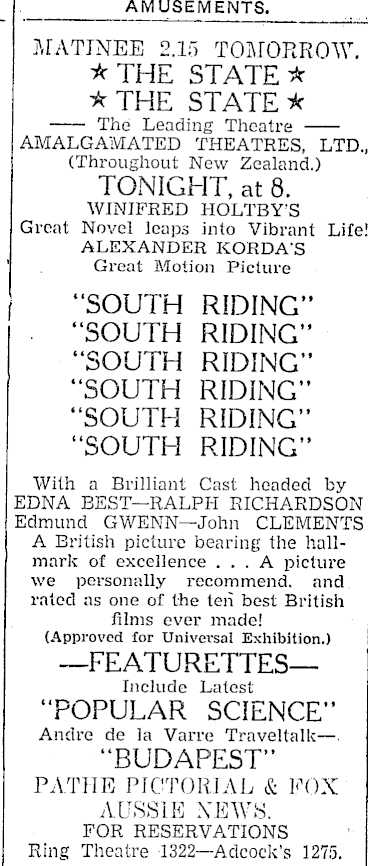 AMUSEMENTS.
MATINEE 2.15 TOMORROW.
★ THE STATE ★
★ THE STATE ★
—— The Leading Theatre ——
AMALGAMATED THEATRES, LTD.,
(Throughout New Zealand.)
TONIGHT, at 8.
WINIFRED HOLTBY'S
Great Novel leaps into Vibrant Life!
ALEXANDER KORDA'S
Great Motion Picture
"SOUTH RIDING"
"SOUTH RIDING"
"SOUTH RIDING"
"SOUTH RIDING"
"SOUTH RIDING"
"SOUTH RIDING"
With a Brilliant Cast headed by
EDNA BEST—RALPH RICHARDSON
Edmund GWENN—John CLEMENTS
A British picture bearing the hall-
mark of excellence . . . A picture
we personally recommend, and
rated as one of the ten best British
films ever made!
(Approved for Universal Exhibition.)
—FEATURETTES—
Include Latest
"POPULAR SCIENCE"
Andre de la Varre Traveltalk—
"BUDAPEST"
PATHE PICTORIAL & FOX
AUSSIE NEWS.
FOR RESERVATIONS
Ring Theatre 1322—Adcock's 1275.